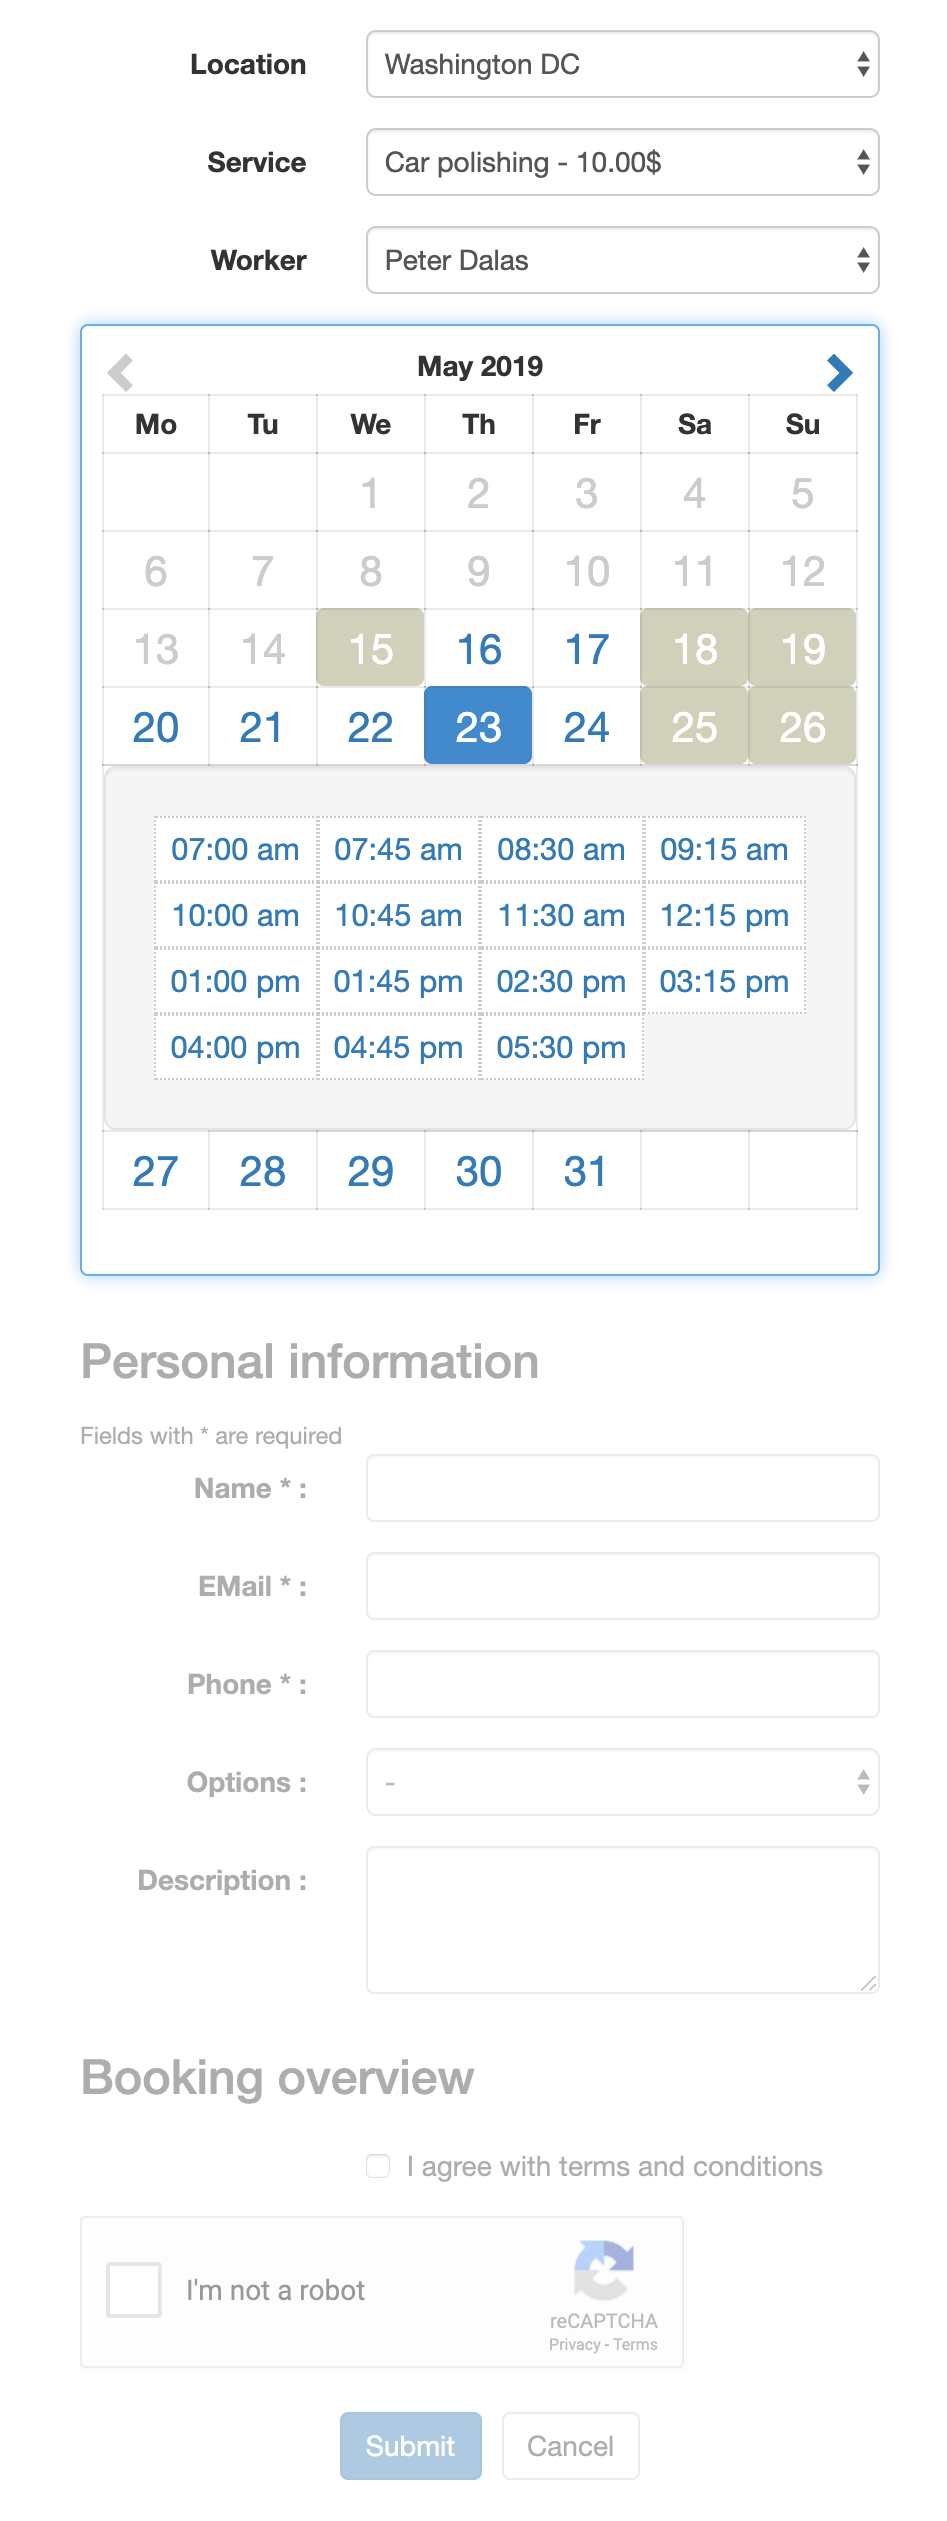 Location Washington DC
Service Car polishing - 10.00$
Worker Peter Dalas
May 2019
Mo Tu We Th Fr Sa Su
1 2 3 4 5
6 7 8 9 10 11 12
13 14 15 16 17 18 19
20 21 22 23 24 25 26
07:00 am 07:45 am 08:30 am 09:15 am
10:00 am 10:45 am 11:30 am 12:15 pm
01:00 pm 01:45 pm 02:30 pm 03:15 pm
04:00 pm 04:45 pm 05:30 pm
27 28 29 30 31
Personal information
Fields with * are required
Name * :
EMail * :
Phone * :
Options : -
Description :
Booking overview
I agree with terms and conditions
I'm not a robot
reCAPTCHA
Privacy - Terms
Submit Cancel